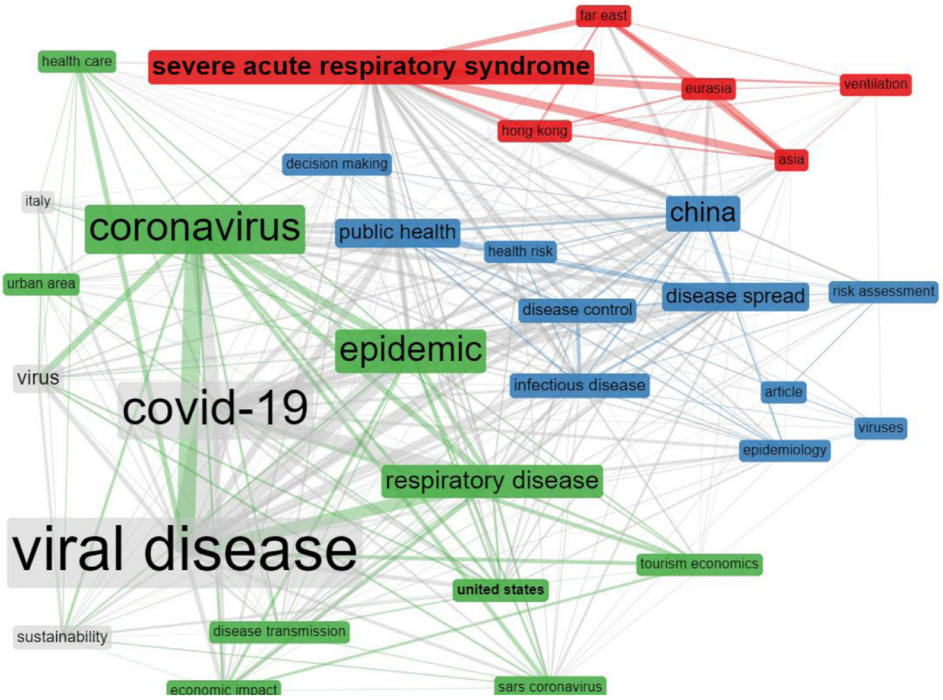 far east
health care
severe acute respiratory syndrome
eurasia
ventilation
hong kong
asia
decision making
italy
coronavirus
public health
china
health risk
urban area
disease control
disease spread
risk assessment
epidemic
virus
infectious disease
article
covid-19
viruses
epidemiology
respiratory disease
viral disease
tourism economics
united states
sustainability
disease transmission
economic impact
sars coronavirus